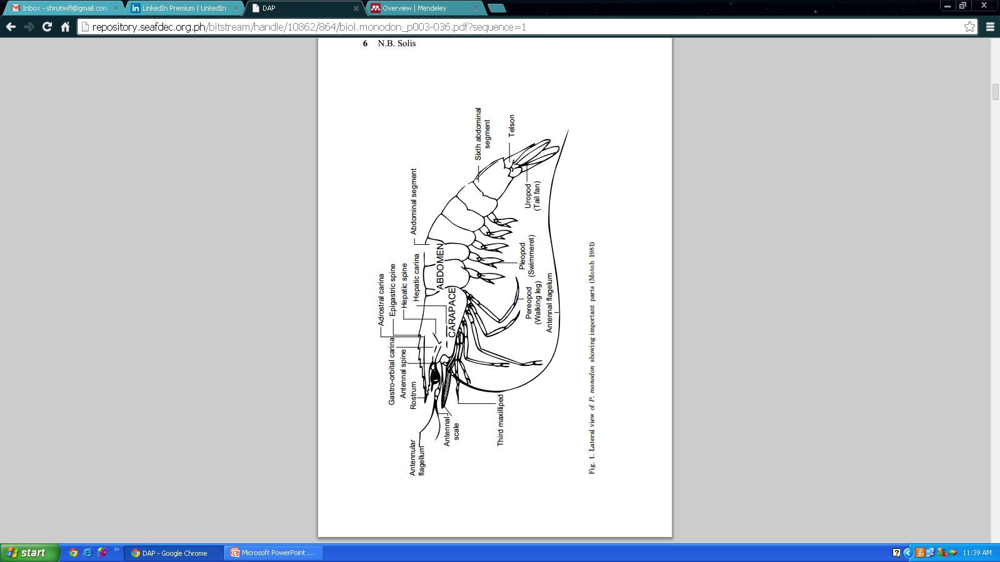 Inbox - shrutiwfl@gmail.com
LinkedIn Premium | LinkedIn
DAP
Overview | Mendeley
repository.seafdec.org.ph/bitstream/handle/10862/864/biol.monodon_p003-036.pdf?sequence=1
6 N.B. Solis
Adrostral carina
Epigastric spine
Hepatic spine
Hepatic carina
Abdominal segment
Sixth abdominal
segment
Telson
Gastro-orbital carina
Antennal spine
Rostrum
ABDOMEN
CARAPACE
Uropod
(Tail fan)
Pleopod
(Swimmeret)
Pereopod
(Walking leg)
Antennal flagelum
Antennular
flagellum
Antennal
scale
Third maxilliped
Fig. 1. Lateral view of P. monodon showing important parts (Motoh 1981)
start
DAP - Google Chrome
Microsoft PowerPoint ...
11:39 AM